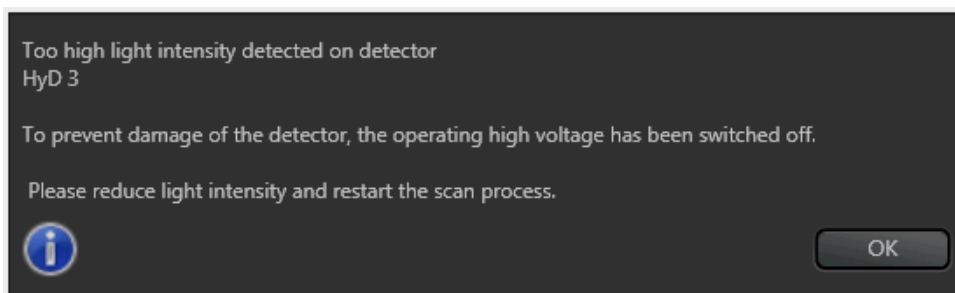 Too high light intensity detected on detector
HyD 3
To prevent damage of the detector, the operating high voltage has been switched off.
Please reduce light intensity and restart the scan process.
OK